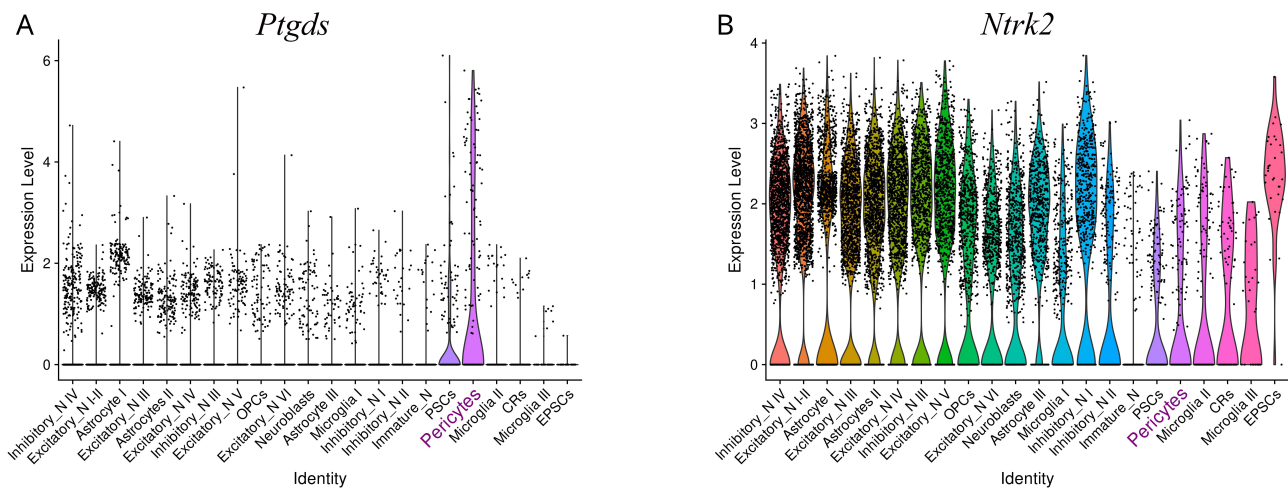 A
Ptgds
Expression Level
6
4
2
0
Inhibitory_N IV
Excitatory_N I-II
Astrocyte I
Excitatory_N III
Astrocytes II
Excitatory_N IV
Inhibitory_N III
Excitatory_N V
OPCs
Excitatory_N VI
Neuroblasts
Astrocyte III
Microglia I
Inhibitory_N I
Inhibitory_N II
Immature_N
PSCs
Pericytes
Microglia II
CRs
Microglia III
EPSCs
Identity
B
Ntrk2
Expression Level
4
3
2
1
0
Inhibitory_N IV
Excitatory_N I-II
Astrocyte I
Excitatory_N III
Astrocytes II
Excitatory_N IV
Inhibitory_N III
Excitatory_N V
OPCs
Excitatory_N VI
Neuroblasts
Astrocyte III
Microglia I
Inhibitory_N I
Inhibitory_N II
Immature_N
PSCs
Pericytes
Microglia II
CRs
Microglia III
EPSCs
Identity